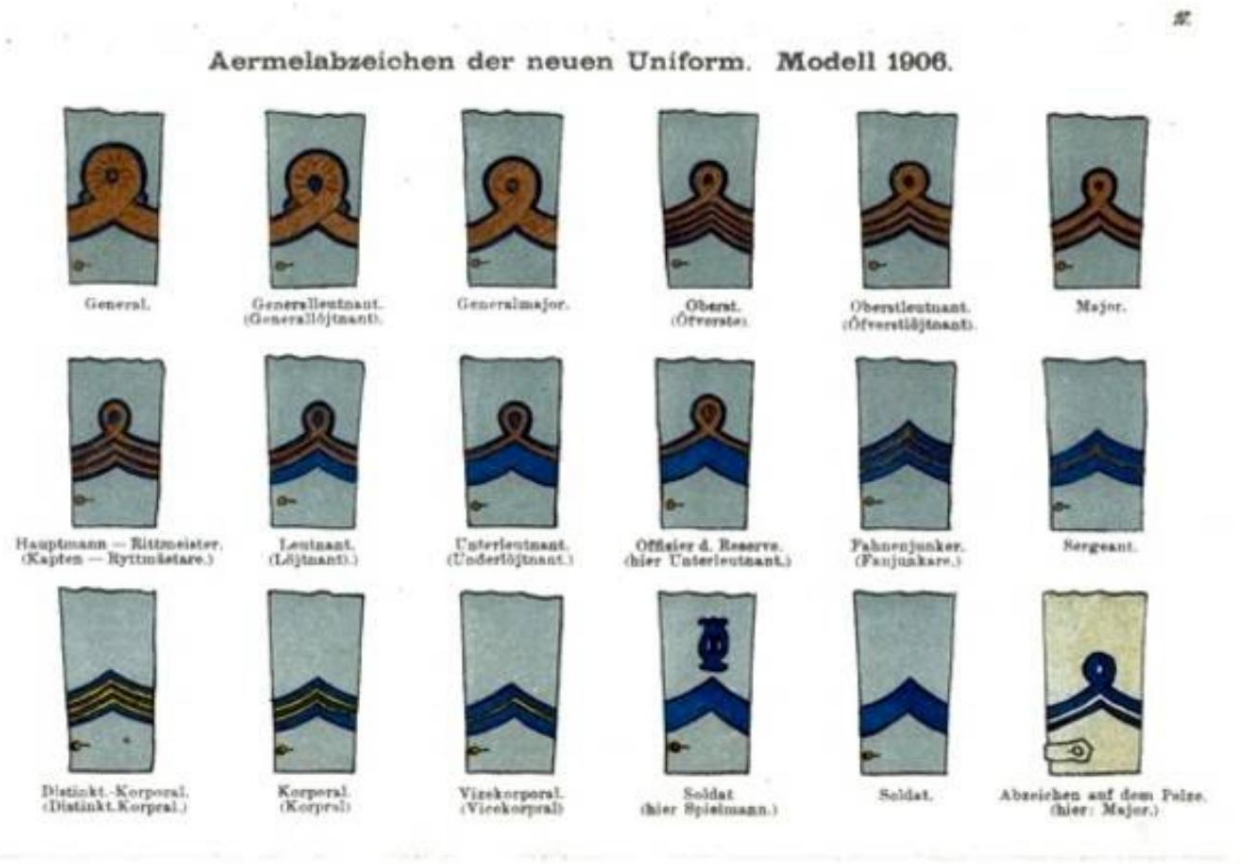 Aermelabzeichen der neuen Uniform. Modell 1906.
General.
Generalleutnant.
(Generallöjtnant).
Generalmajor.
Oberst.
(Öfverste).
Oberstleutnant.
(Öfverstlöjtnant).
Major.
Hauptmann — Rittmeister.
(Kapten — Ryttmästare.)
Leutnant.
(Löjtnant).)
Unterleutnant.
(Underlöjtnant.)
Offizier d. Reserve.
(hier Unterleutnant.)
Fahnenjunker.
(Fanjunkare.)
Sergeant.
Distinkt.-Korporal.
(Distinkt.Korpral.)
Korporal.
(Korpral)
Vizekorporal.
(Vicekorpral)
Soldat
(hier Spielmann.)
Soldat.
Abzeichen auf dem Pelze.
(hier: Major.)